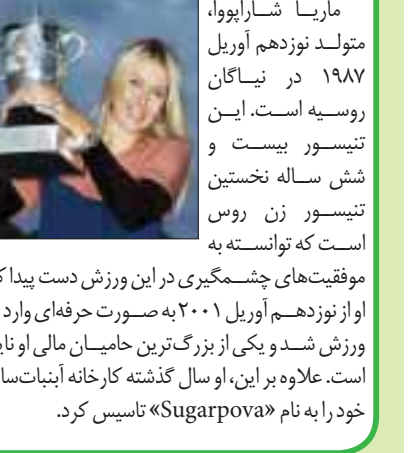 ماریا شاراپووا،
متولد نوزدهم آوریل
۱۹۸۷ در نیاگان
روسیه است. این
تنیسور بیست و
شش ساله نخستین
تنیسور زن روس
است که توانسته به
موفقیت‌های چشمگیری در این ورزش دست پیدا
او از نوزدهم آوریل ۲۰۰۱ به صورت حرفه‌ای وارد
ورزش شد و یکی از بزرگ‌ترین حامیان مالی او
است. علاوه بر این، او سال گذشته کارخانه
خود را به نام «Sugarpova» تاسیس کرد.